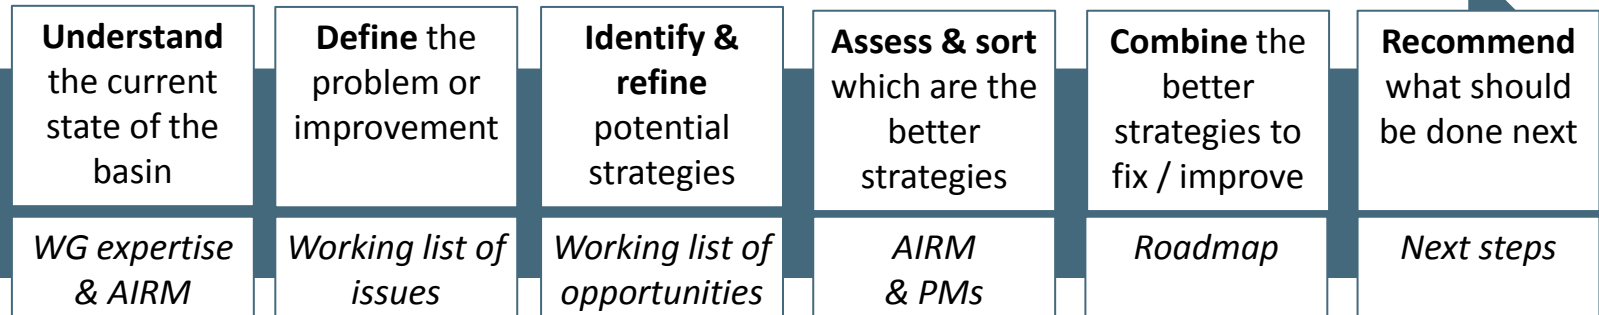 Understand
the current
state of the
basin
WG expertise
& AIRM
Define the
problem or
improvement
Working list of
issues
Identify &
refine
potential
strategies
Working list of
opportunities
Assess & sort
which are the
better
strategies
AIRM
& PMs
Combine the
better
strategies to
fix / improve
Roadmap
Recommend
what should
be done next
Next steps